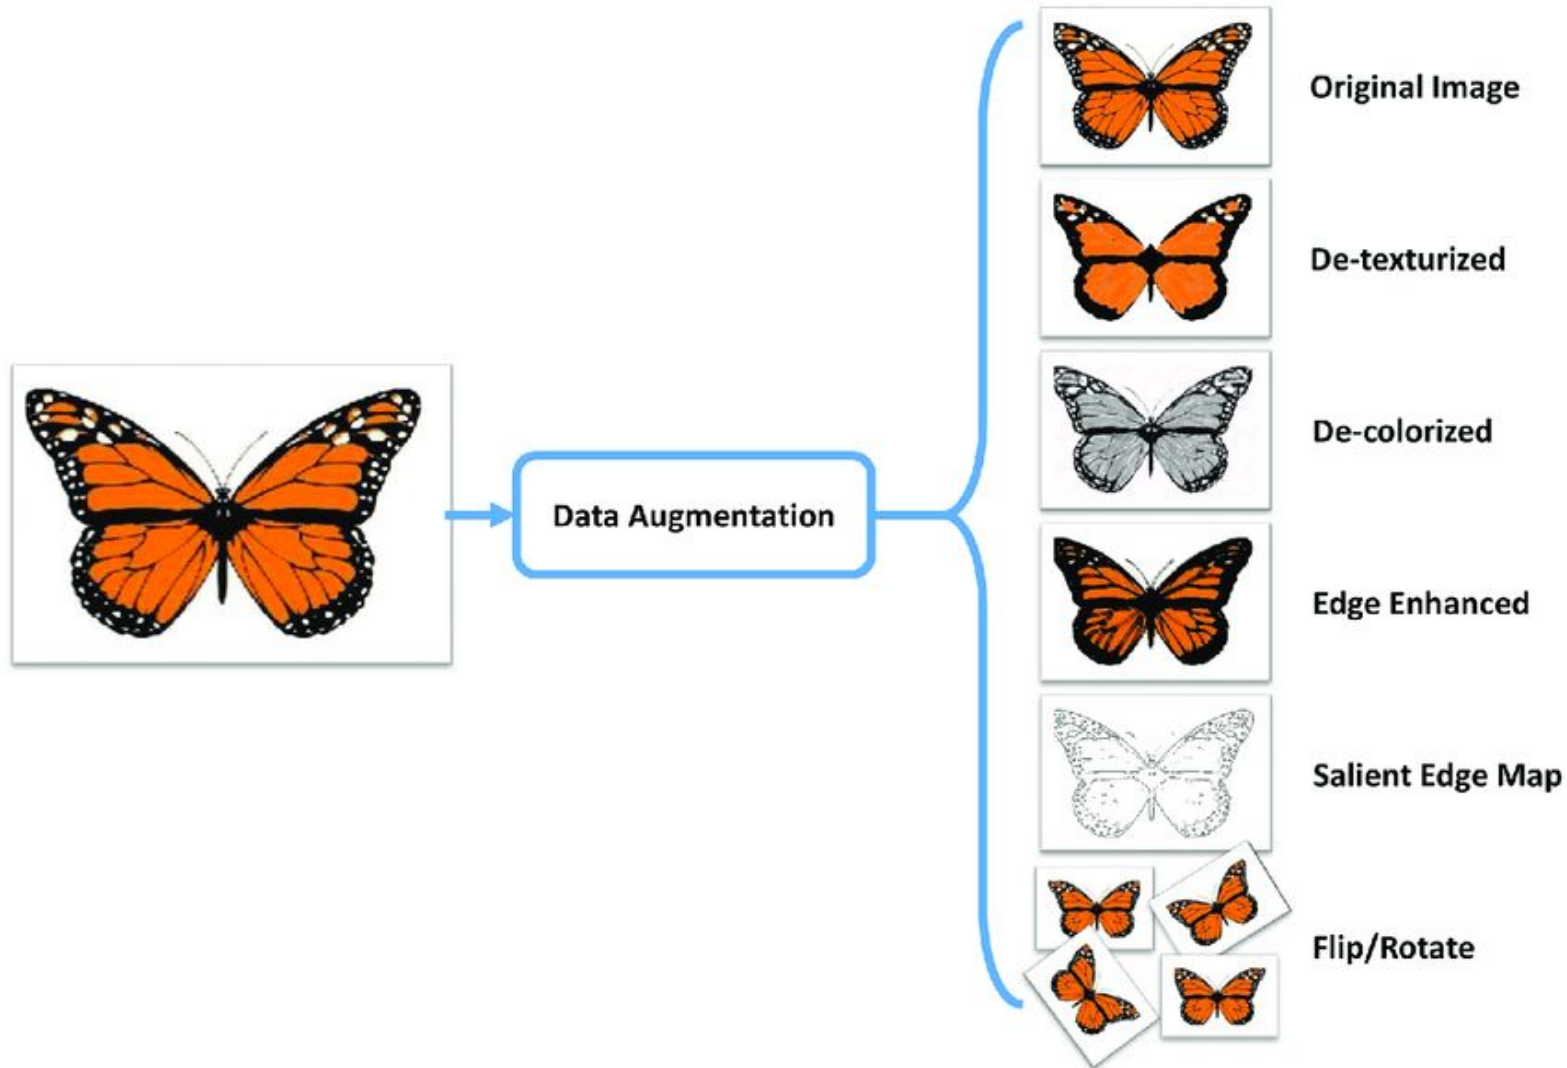 Original Image
De-texturized
De-colorized
Data Augmentation
Edge Enhanced
Salient Edge Map
Flip/Rotate